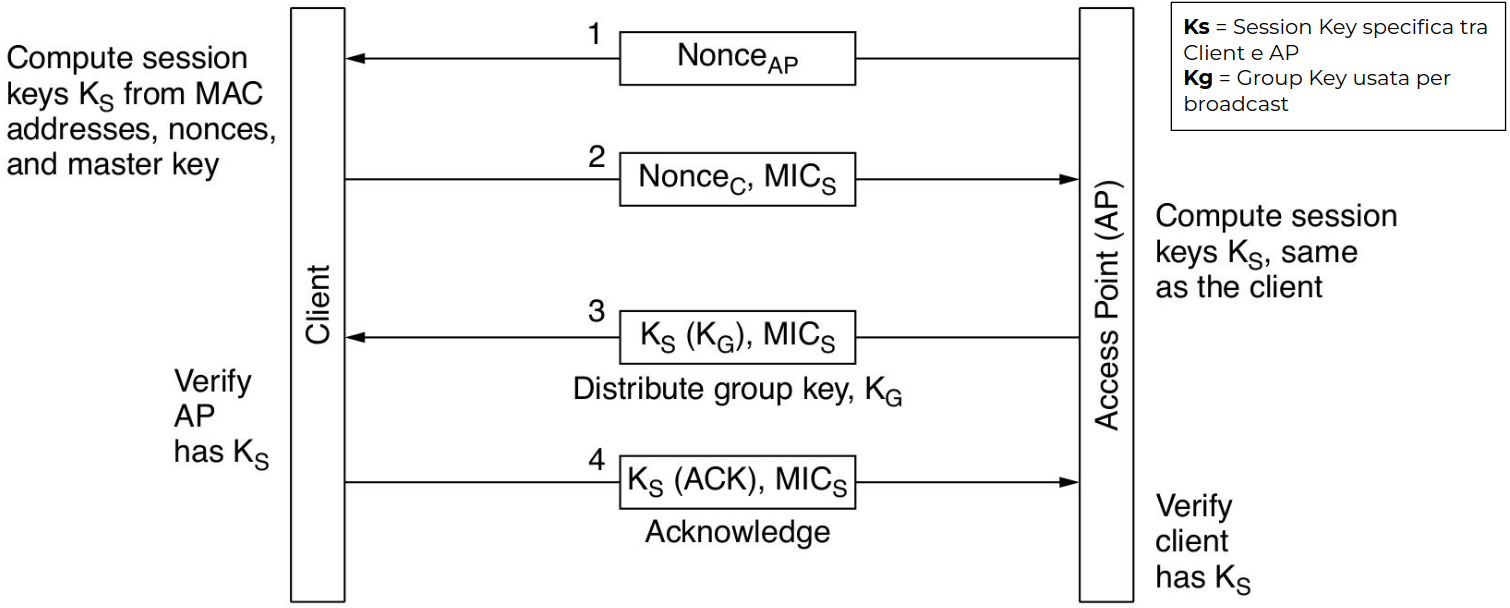 Ks = Session Key specifica tra
Client e AP
Kg = Group Key usata per
broadcast
1
Nonce_AP
Compute session
keys K_S from MAC
addresses, nonces,
and master key
2
Nonce_C, MIC_S
Compute session
keys K_S, same
as the client
Client
Access Point (AP)
3
K_S (K_G), MIC_S
Distribute group key, K_G
Verify
AP
has K_S
4
K_S (ACK), MIC_S
Acknowledge
Verify
client
has K_S